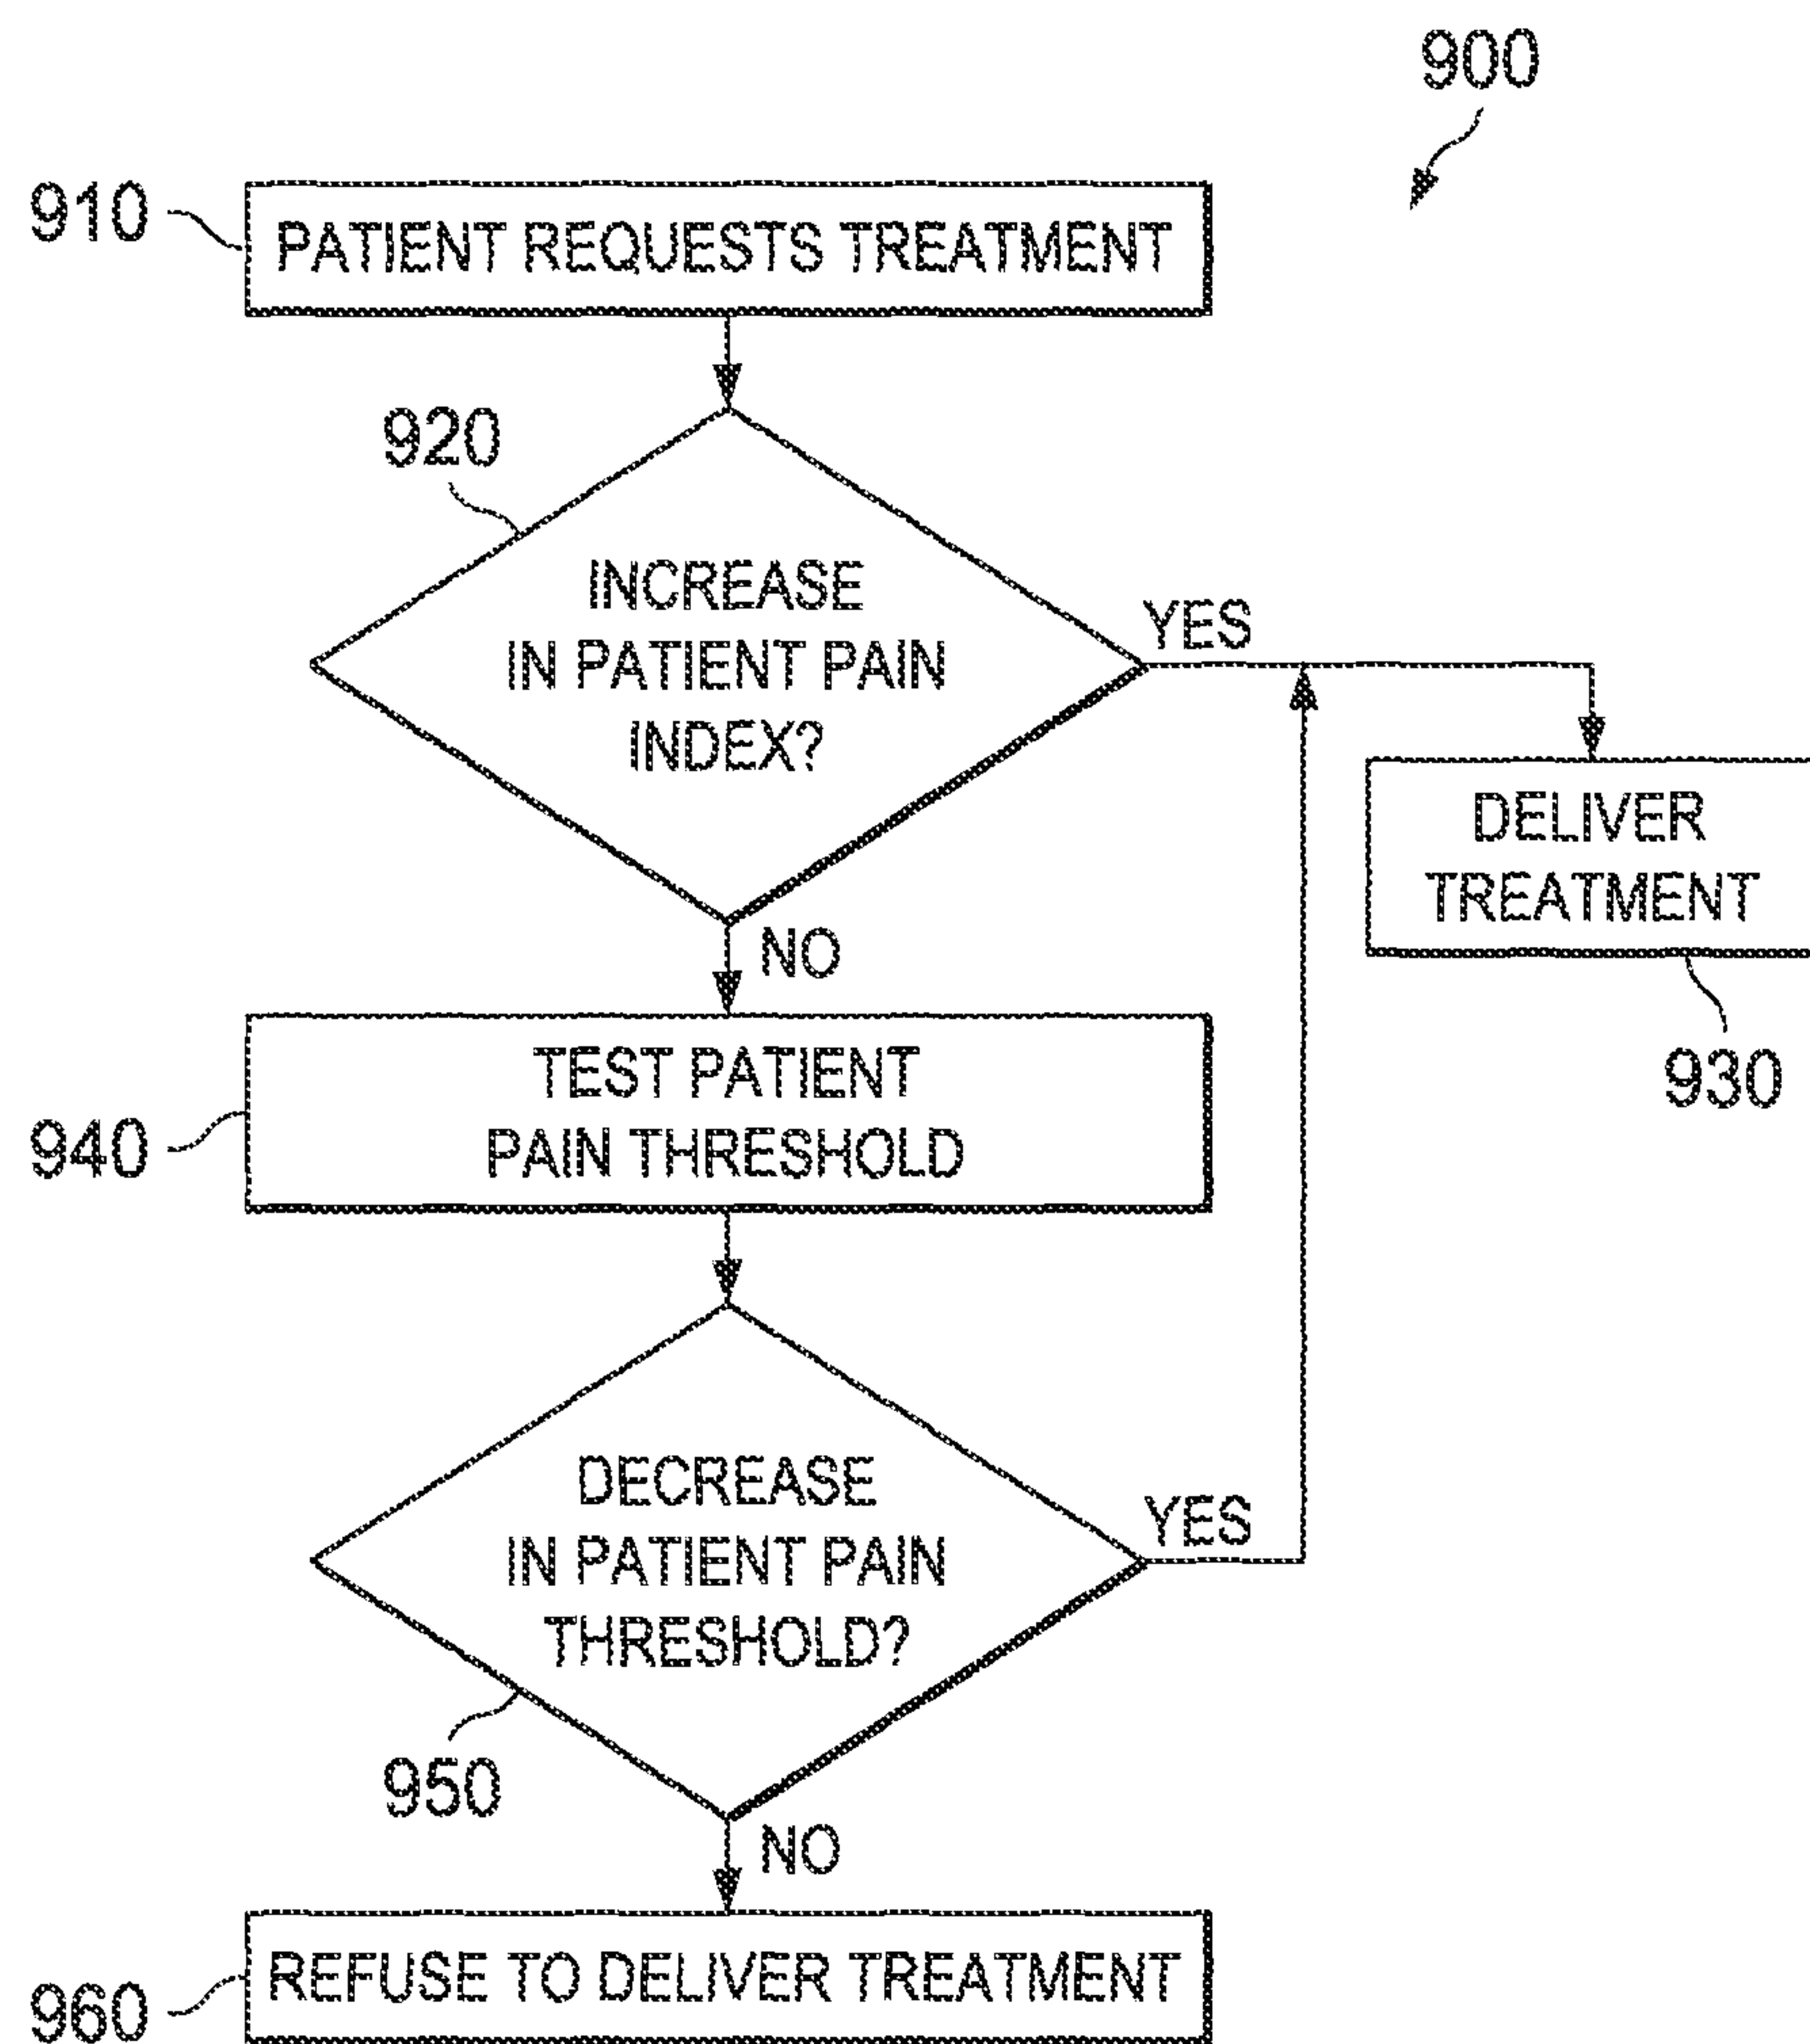 900
910
PATIENT REQUESTS TREATMENT
920
INCREASE
IN PATIENT PAIN
INDEX?
YES
DELIVER
TREATMENT
930
NO
940
TEST PATIENT
PAIN THRESHOLD
DECREASE
IN PATIENT PAIN
THRESHOLD?
YES
950
NO
960
REFUSE TO DELIVER TREATMENT